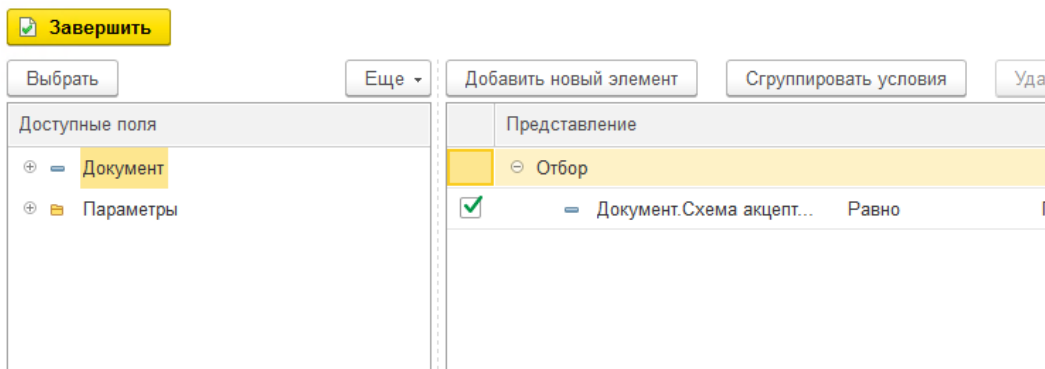 Завершить
Выбрать Еще Добавить новый элемент Сгруппировать условия
Доступные поля Представление
Документ Отбор
Параметры Документ.Схема акцепт... Равно